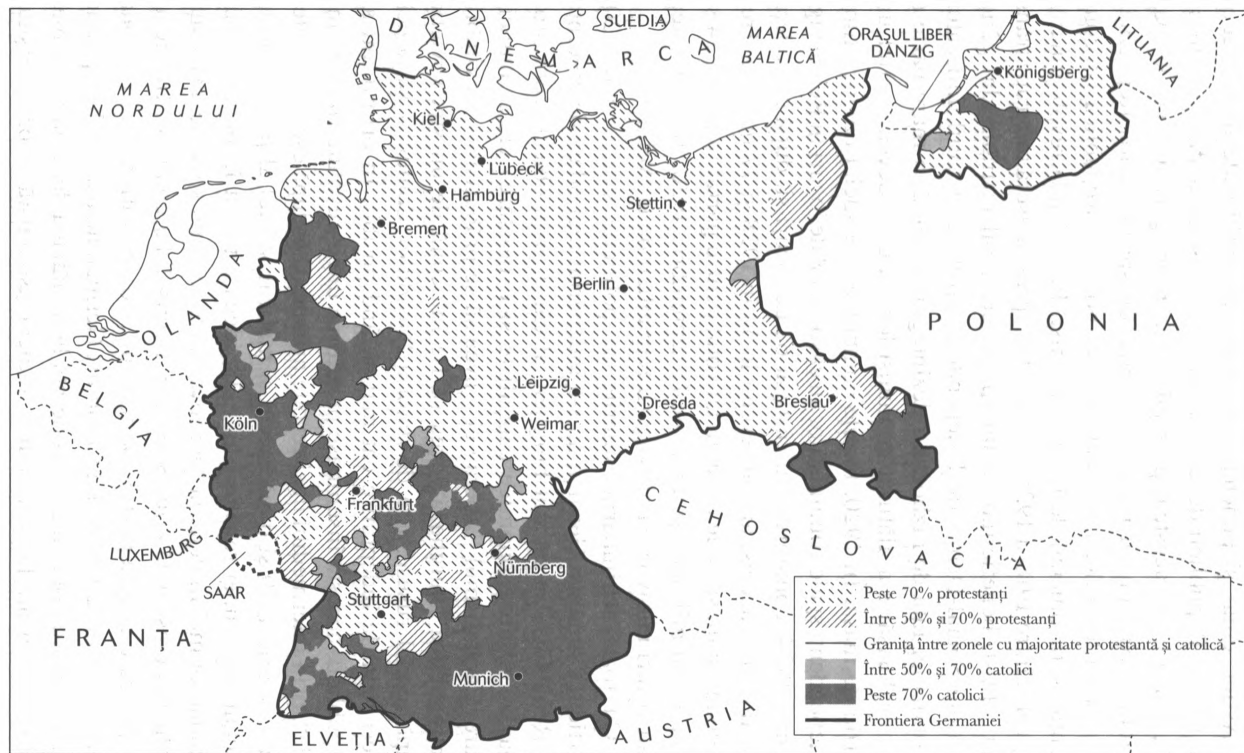 DANEMARCA
SUEDIA
MAREA
BALTICĂ
ORAȘUL LIBER
DANZIG
LITUANIA
Königsberg
MAREA
NORDULUI
Kiel
Lübeck
Hamburg
Stettin
Bremen
OLANDA
Berlin
POLONIA
BELGIA
Leipzig
Köln
Weimar
Dresda
Breslau
Frankfurt
CEHOSLOVACIA
LUXEMBURG
Nürnberg
SAAR
Stuttgart
FRANȚA
Munich
ELVEȚIA
AUSTRIA
Peste 70% protestanți
Între 50% și 70% protestanți
Granița între zonele cu majoritate protestantă și catolică
Între 50% și 70% catolici
Peste 70% catolici
Frontiera Germaniei